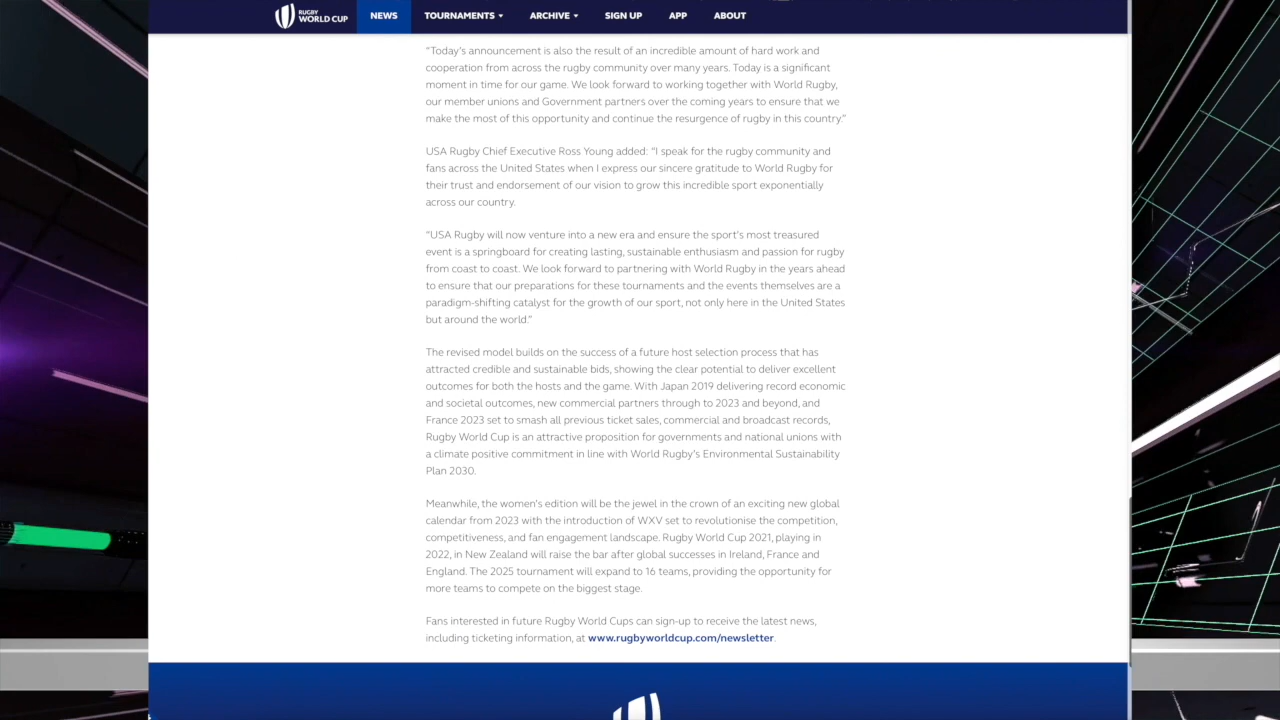 RUGBY
WORLD CUP
NEWS
TOURNAMENTS
ARCHIVE
SIGN UP
APP
ABOUT
“Today’s announcement is also the result of an incredible amount of hard work and
cooperation from across the rugby community over many years. Today is a significant
moment in time for our game. We look forward to working together with World Rugby,
our member unions and Government partners over the coming years to ensure that we
make the most of this opportunity and continue the resurgence of rugby in this country.”
USA Rugby Chief Executive Ross Young added: “I speak for the rugby community and
fans across the United States when I express our sincere gratitude to World Rugby for
their trust and endorsement of our vision to grow this incredible sport exponentially
across our country.
“USA Rugby will now venture into a new era and ensure the sport’s most treasured
event is a springboard for creating lasting, sustainable enthusiasm and passion for rugby
from coast to coast. We look forward to partnering with World Rugby in the years ahead
to ensure that our preparations for these tournaments and the events themselves are a
paradigm-shifting catalyst for the growth of our sport, not only here in the United States
but around the world.”
The revised model builds on the success of a future host selection process that has
attracted credible and sustainable bids, showing the clear potential to deliver excellent
outcomes for both the hosts and the game. With Japan 2019 delivering record economic
and societal outcomes, new commercial partners through to 2023 and beyond, and
France 2023 set to smash all previous ticket sales, commercial and broadcast records,
Rugby World Cup is an attractive proposition for governments and national unions with
a climate positive commitment in line with World Rugby’s Environmental Sustainability
Plan 2030.
Meanwhile, the women’s edition will be the jewel in the crown of an exciting new global
calendar from 2023 with the introduction of WXV set to revolutionise the competition,
competitiveness, and fan engagement landscape. Rugby World Cup 2021, playing in
2022, in New Zealand will raise the bar after global successes in Ireland, France and
England. The 2025 tournament will expand to 16 teams, providing the opportunity for
more teams to compete on the biggest stage.
Fans interested in future Rugby World Cups can sign-up to receive the latest news,
including ticketing information, at www.rugbyworldcup.com/newsletter.